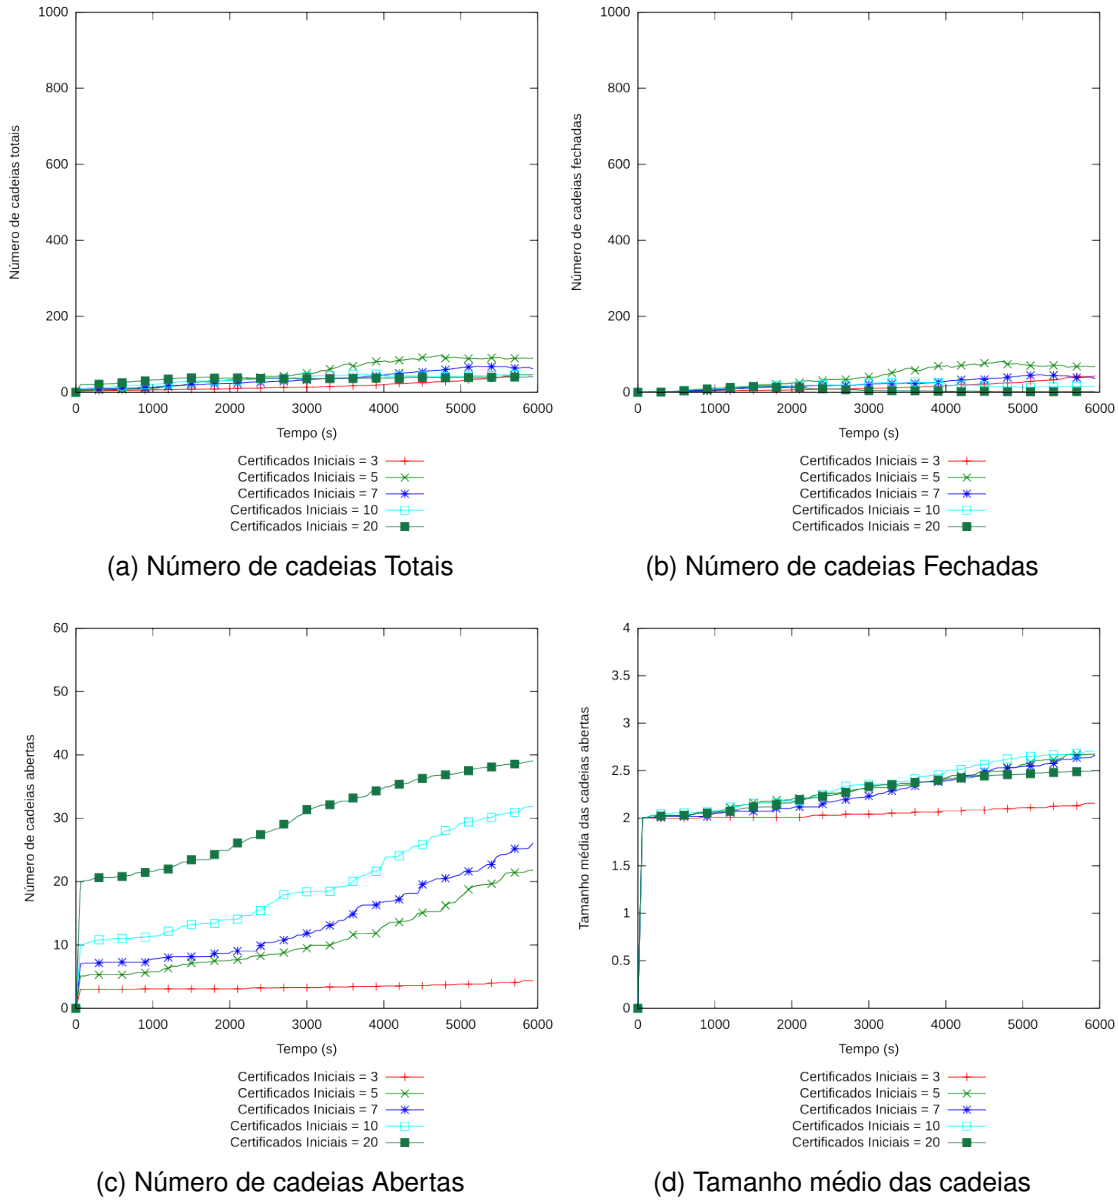 1000
800
600
400
200
0
Número de cadeias totais
0 1000 2000 3000 4000 5000 6000
Tempo (s)
Certificados Iniciais = 3
Certificados Iniciais = 5
Certificados Iniciais = 7
Certificados Iniciais = 10
Certificados Iniciais = 20
(a) Número de cadeias Totais
1000
800
600
400
200
0
Número de cadeias fechadas
0 1000 2000 3000 4000 5000 6000
Tempo (s)
Certificados Iniciais = 3
Certificados Iniciais = 5
Certificados Iniciais = 7
Certificados Iniciais = 10
Certificados Iniciais = 20
(b) Número de cadeias Fechadas
60
50
40
30
20
10
0
Número de cadeias abertas
0 1000 2000 3000 4000 5000 6000
Tempo (s)
Certificados Iniciais = 3
Certificados Iniciais = 5
Certificados Iniciais = 7
Certificados Iniciais = 10
Certificados Iniciais = 20
(c) Número de cadeias Abertas
4
3.5
3
2.5
2
1.5
1
0.5
0
Tamanho média das cadeias abertas
0 1000 2000 3000 4000 5000 6000
Tempo (s)
Certificados Iniciais = 3
Certificados Iniciais = 5
Certificados Iniciais = 7
Certificados Iniciais = 10
Certificados Iniciais = 20
(d) Tamanho médio das cadeias